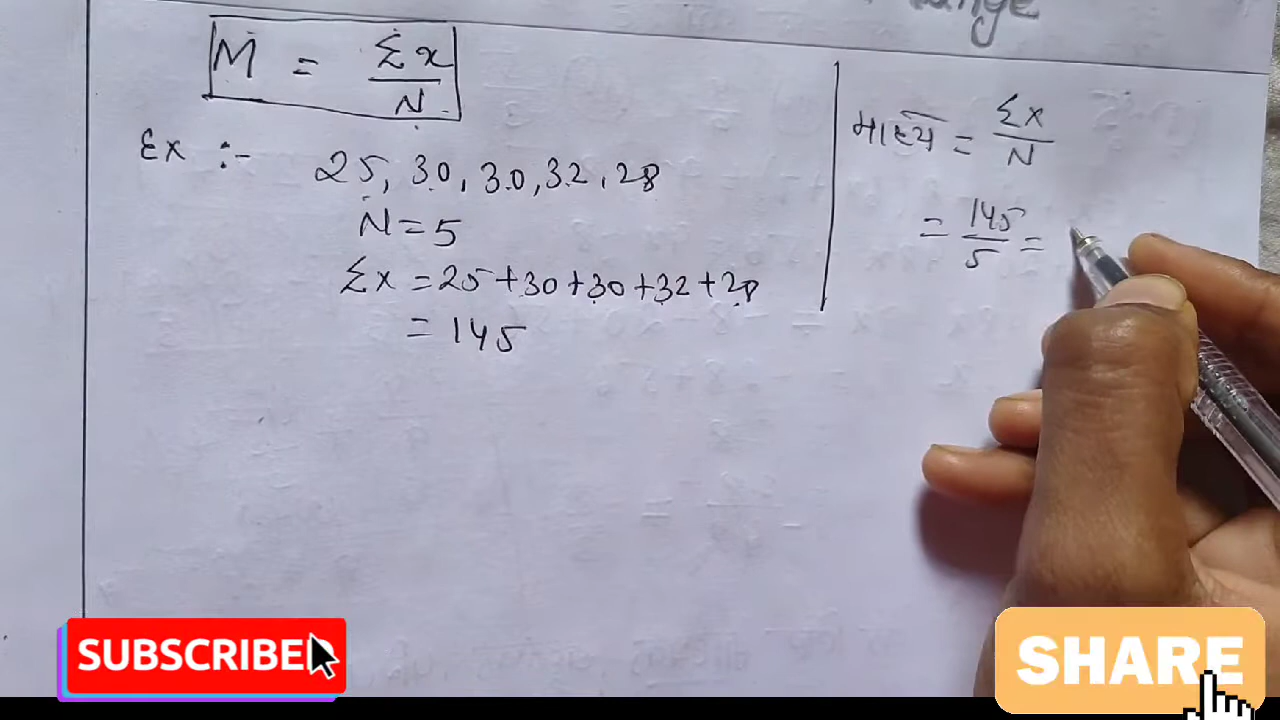 M = Σx / N
Ex :- 25, 30, 30, 32, 28
N = 5
Σx = 25 + 30 + 30 + 32 + 28
= 145
माध्य = Σx / N
= 145 / 5 =
SUBSCRIBE
SHARE